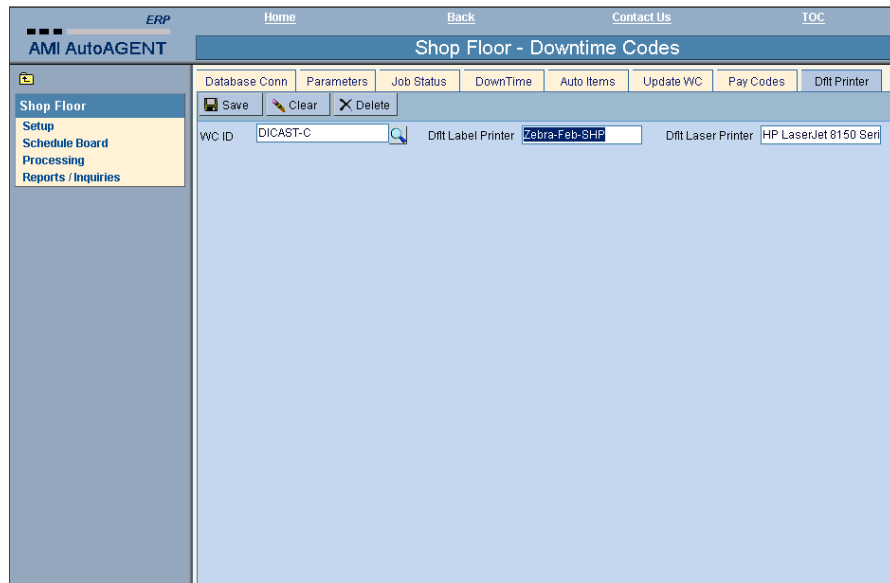 ERP
AMI AutoAGENT
Home Back Contact Us TOC
Shop Floor - Downtime Codes
Shop Floor
Setup
Schedule Board
Processing
Reports / Inquiries
Database Conn Parameters Job Status DownTime Auto Items Update WC Pay Codes Dflt Printer
Save Clear Delete
WC ID DICAST-C Dflt Label Printer Zebra-Feb-SHP Dflt Laser Printer HP LaserJet 8150 Seri